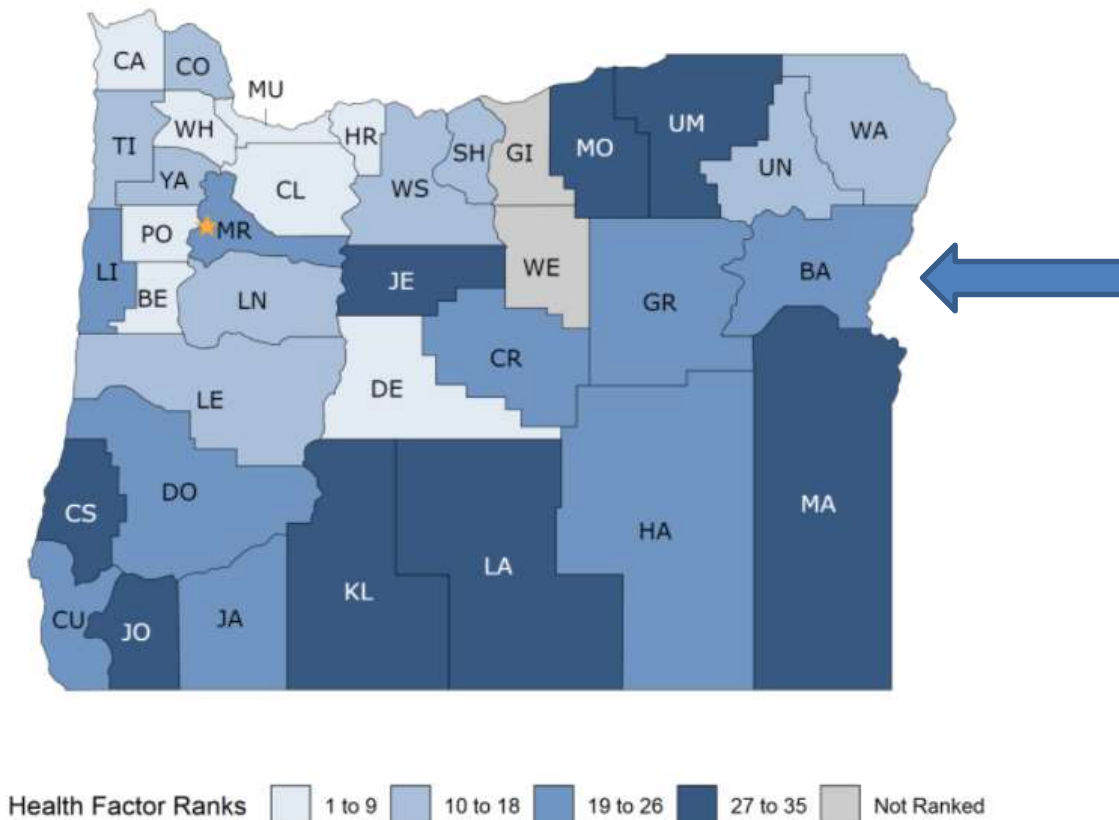 CA
CO
MU
WH
HR
TI
SH
GI
MO
UM
UN
WA
YA
CL
WS
PO
MR
WE
LI
BE
LN
JE
GR
BA
CR
DE
LE
DO
CS
HA
MA
LA
KL
CU
JO
JA
Health Factor Ranks 1 to 9 10 to 18 19 to 26 27 to 35 Not Ranked